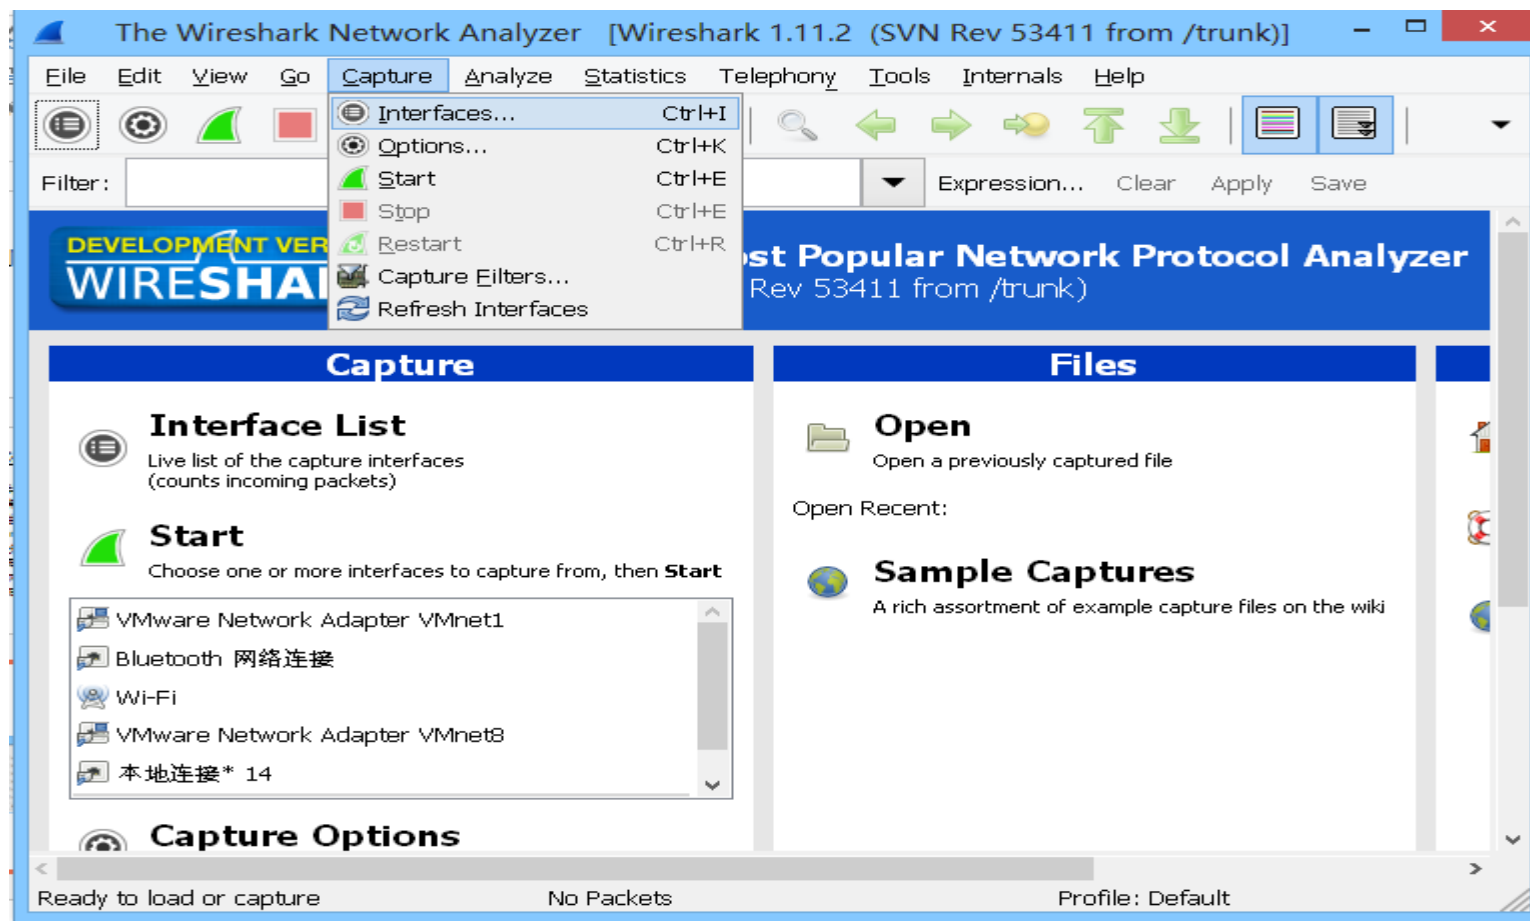 The Wireshark Network Analyzer [Wireshark 1.11.2 (SVN Rev 53411 from /trunk)]
File Edit View Go Capture Analyze Statistics Telephony Tools Internals Help
Interfaces... Ctrl+I
Options... Ctrl+K
Start Ctrl+E
Stop Ctrl+E
Restart Ctrl+R
Capture Filters...
Refresh Interfaces
Filter: Expression... Clear Apply Save
DEVELOPMENT VER
WIRESHA
st Popular Network Protocol Analyzer
Rev 53411 from /trunk)
Capture
Interface List
Live list of the capture interfaces
(counts incoming packets)
Start
Choose one or more interfaces to capture from, then Start
VMware Network Adapter VMnet1
Bluetooth 网络连接
Wi-Fi
VMware Network Adapter VMnet8
本地连接* 14
Capture Options
Files
Open
Open a previously captured file
Open Recent:
Sample Captures
A rich assortment of example capture files on the wiki
Ready to load or capture No Packets Profile: Default